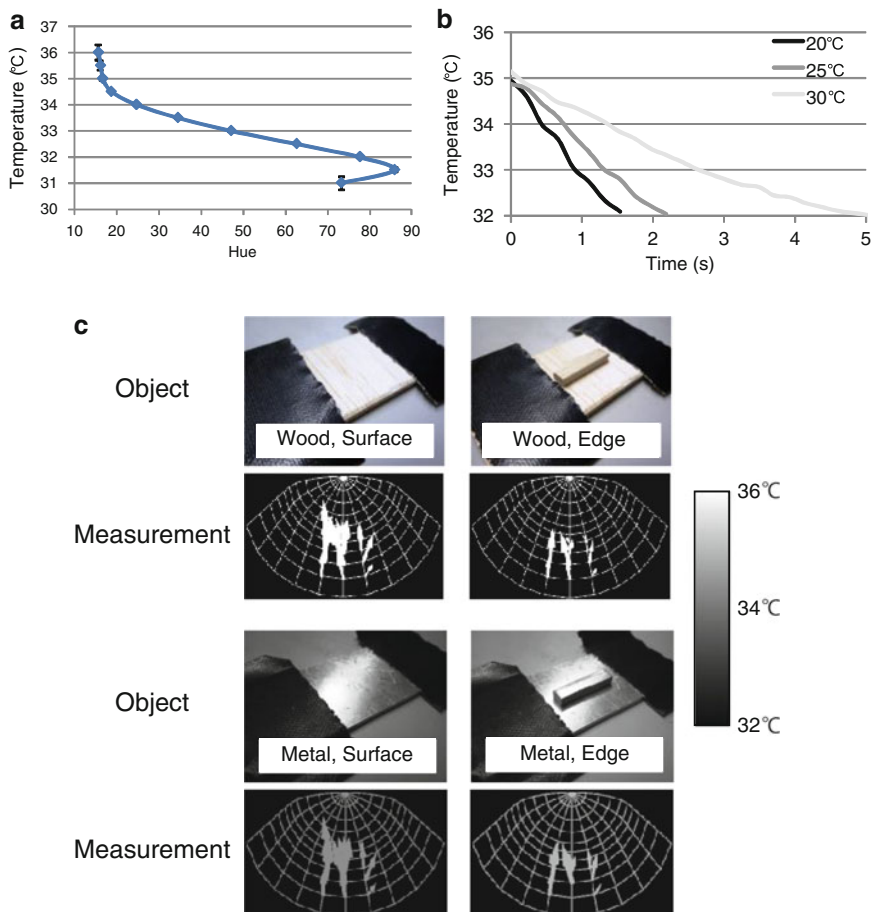 a
Temperature (℃)
37
36
35
34
33
32
31
30
10 20 30 40 50 60 70 80 90
Hue
b
Temperature (℃)
36
35
34
33
32
0 1 2 3 4 5
Time (s)
20℃
25℃
30℃
c
Object
Wood, Surface
Wood, Edge
Measurement
36℃
34℃
32℃
Object
Metal, Surface
Metal, Edge
Measurement